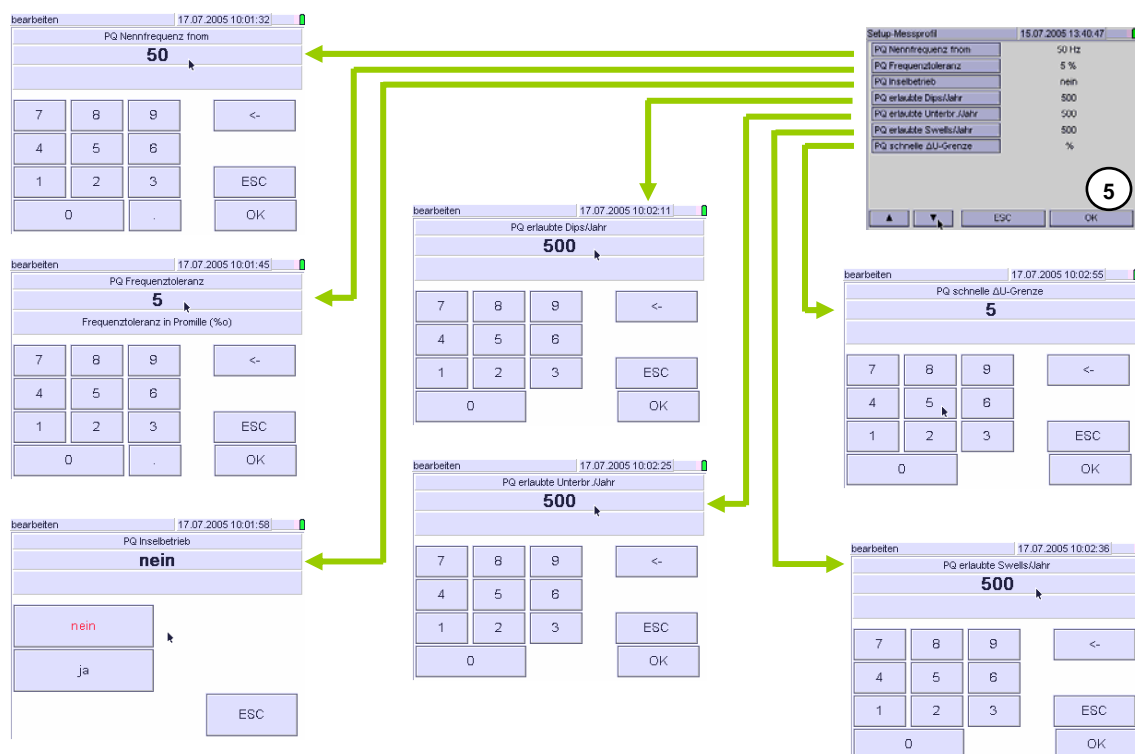 bearbeiten 17.07.2005 10:01:32
PQ Nennfrequenz fnom
50
7 8 9 <-
4 5 6
1 2 3 ESC
0 . OK
bearbeiten 17.07.2005 10:01:45
PQ Frequenztoleranz
5
Frequenztoleranz in Promille (%o)
7 8 9 <-
4 5 6
1 2 3 ESC
0 . OK
bearbeiten 17.07.2005 10:01:58
PQ Inselbetrieb
nein
nein
ja
ESC
bearbeiten 17.07.2005 10:02:11
PQ erlaubte Dips/Jahr
500
7 8 9 <-
4 5 6
1 2 3 ESC
0 OK
bearbeiten 17.07.2005 10:02:25
PQ erlaubte Unterbr./Jahr
500
7 8 9 <-
4 5 6
1 2 3 ESC
0 OK
Setup-Messprofil 15.07.2005 13:40:47
PQ Nennfrequenz fnom 50 Hz
PQ Frequenztoleranz 5 %
PQ Inselbetrieb nein
PQ erlaubte Dips/Jahr 500
PQ erlaubte Unterbr./Jahr 500
PQ erlaubte Swells/Jahr 500
PQ schnelle ΔU-Grenze %
5
▲ ▼ ESC OK
bearbeiten 17.07.2005 10:02:55
PQ schnelle ΔU-Grenze
5
7 8 9 <-
4 5 6
1 2 3 ESC
0 OK
bearbeiten 17.07.2005 10:02:36
PQ erlaubte Swells/Jahr
500
7 8 9 <-
4 5 6
1 2 3 ESC
0 OK